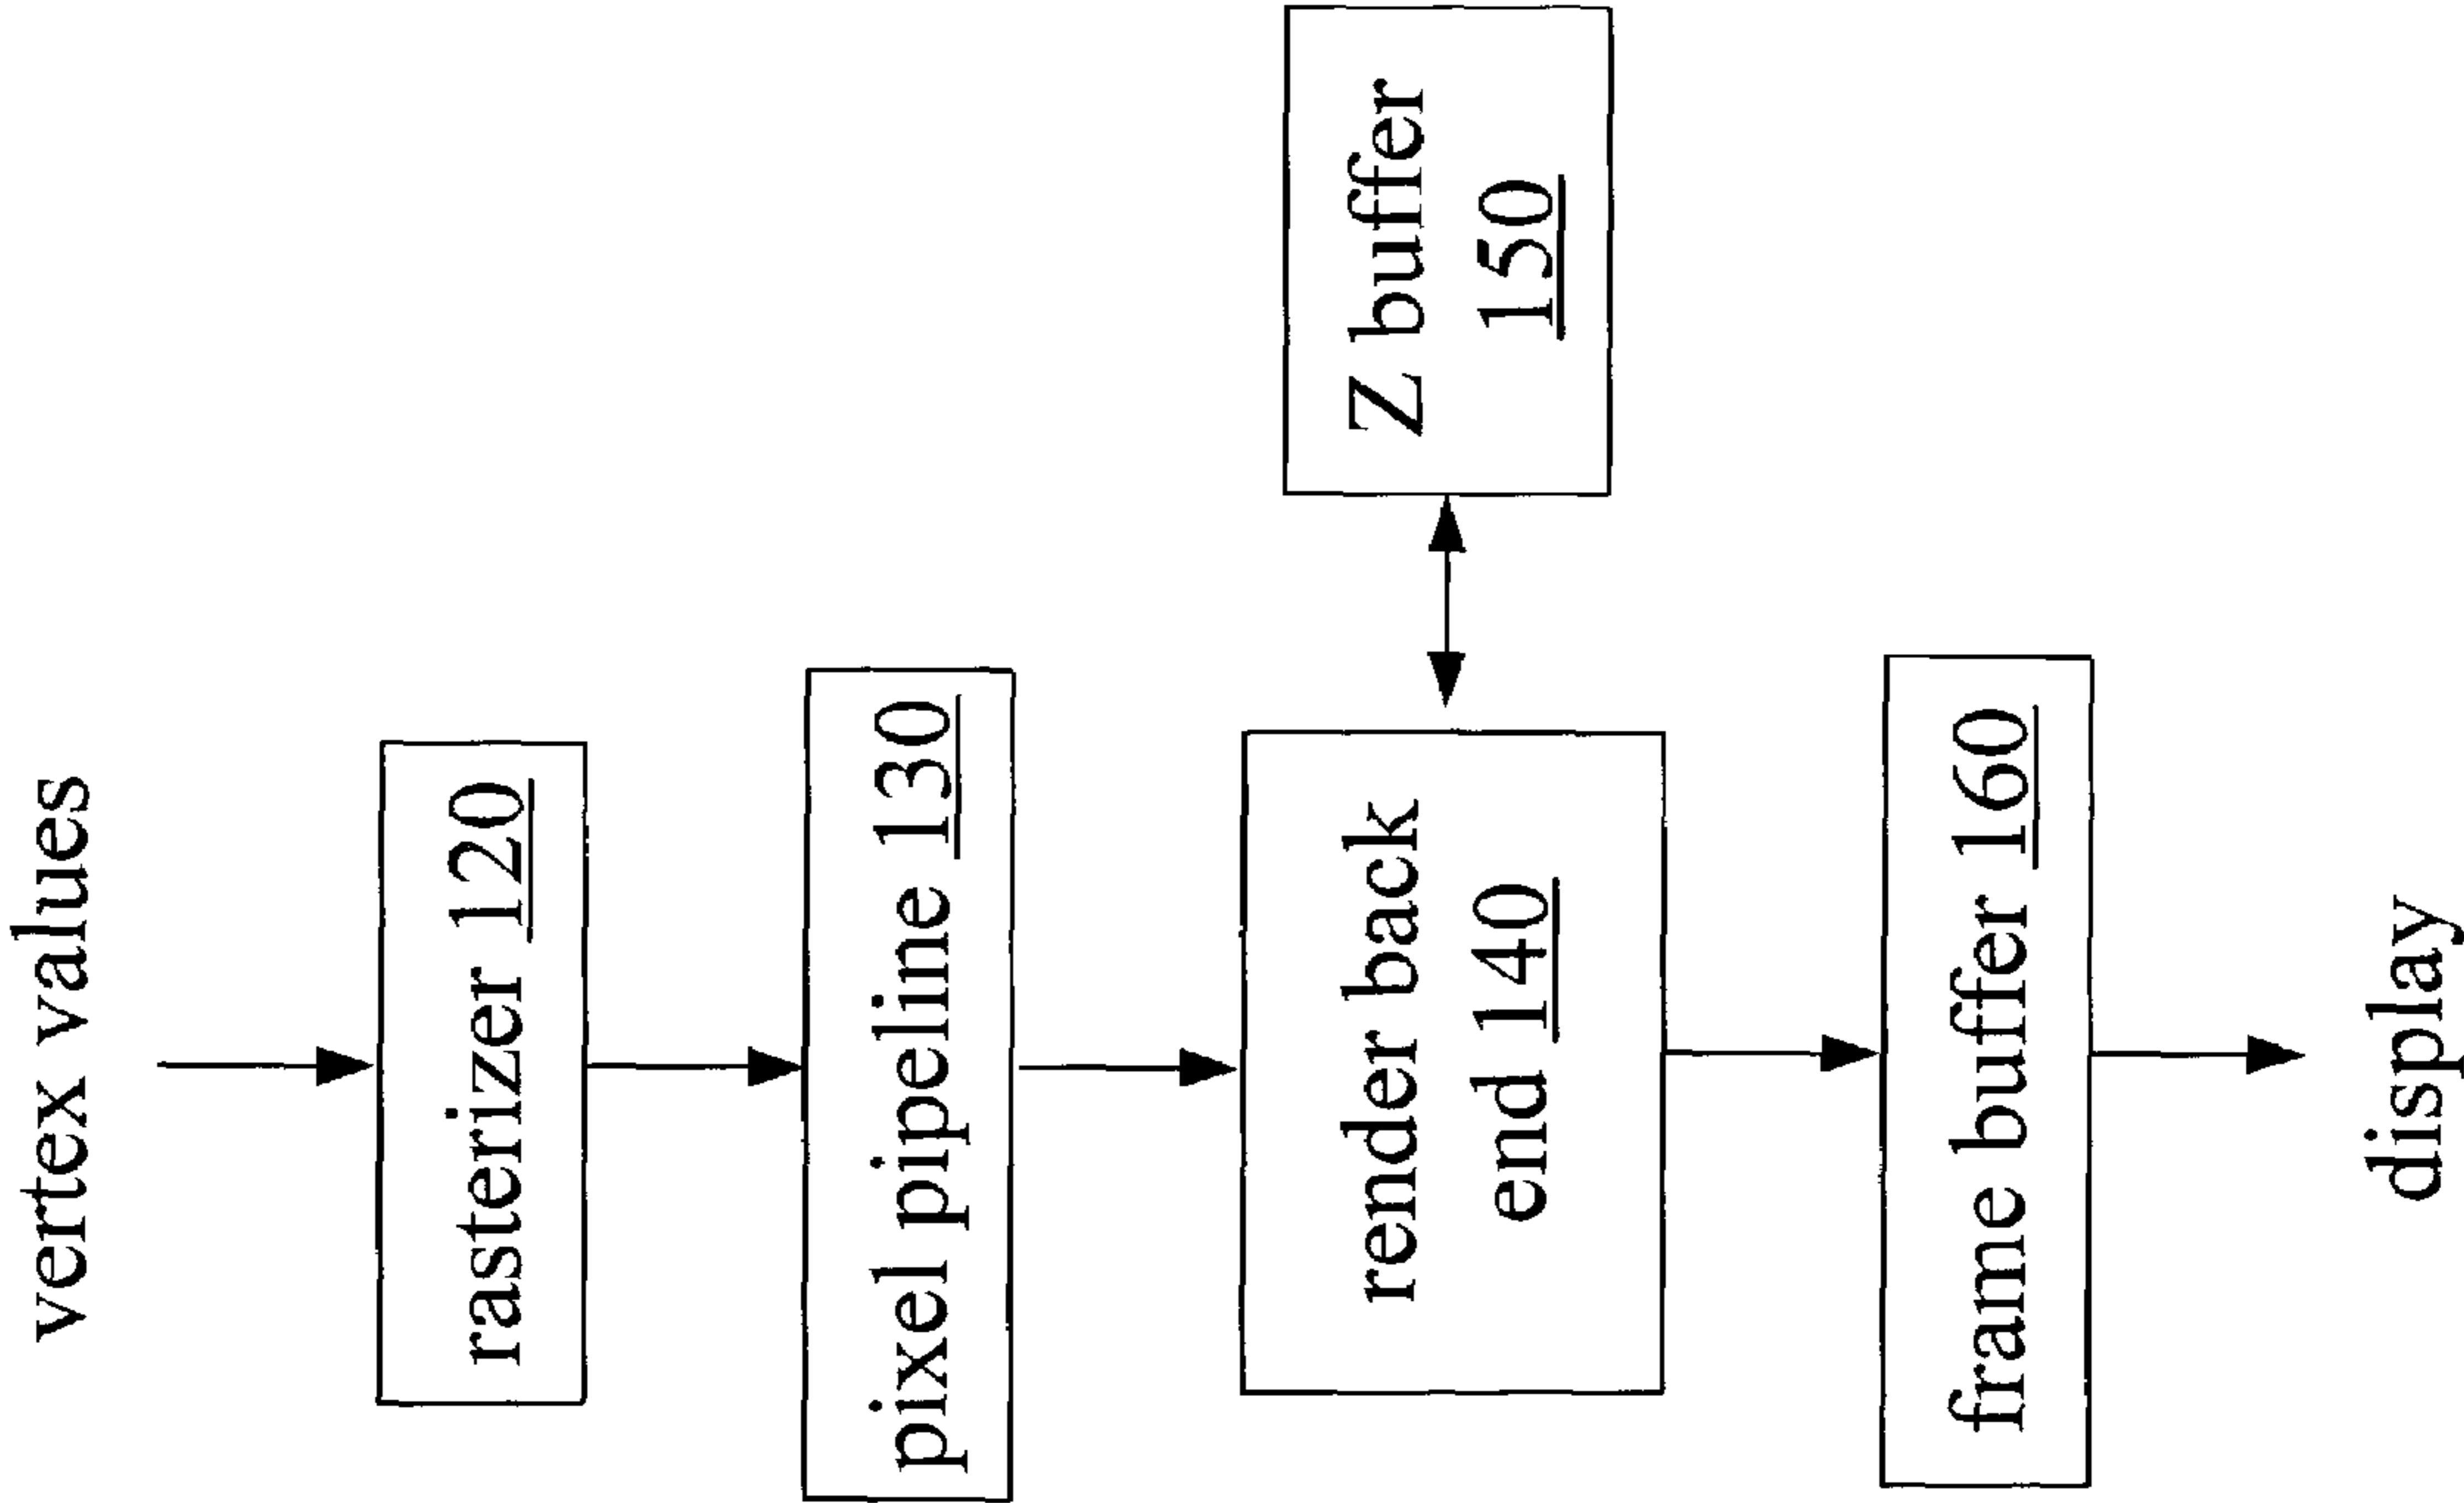 vertex values
rasterizer 120
pixel pipeline 130
render back
end 140
Z buffer
150
frame buffer 160
display